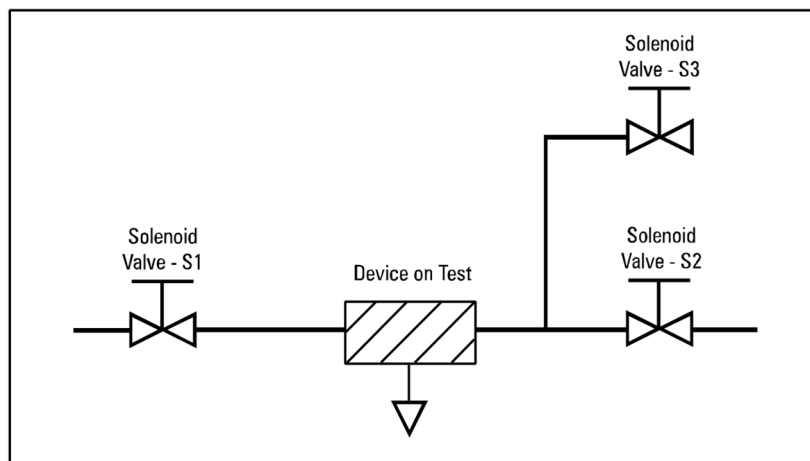 Solenoid
Valve - S3
Solenoid
Valve - S1
Device on Test
Solenoid
Valve - S2